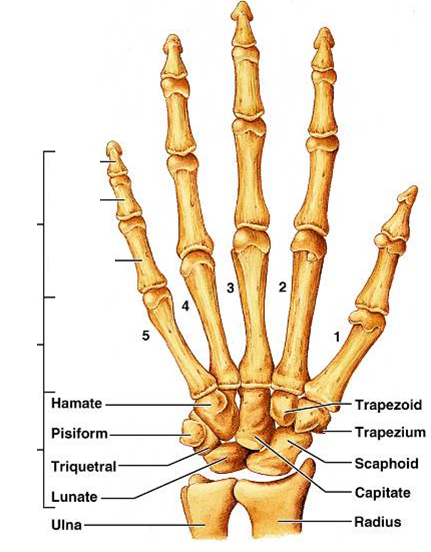 3
2
4
5
1
Hamate
Trapezoid
Pisiform
Trapezium
Triquetral
Scaphoid
Lunate
Capitate
Ulna
Radius